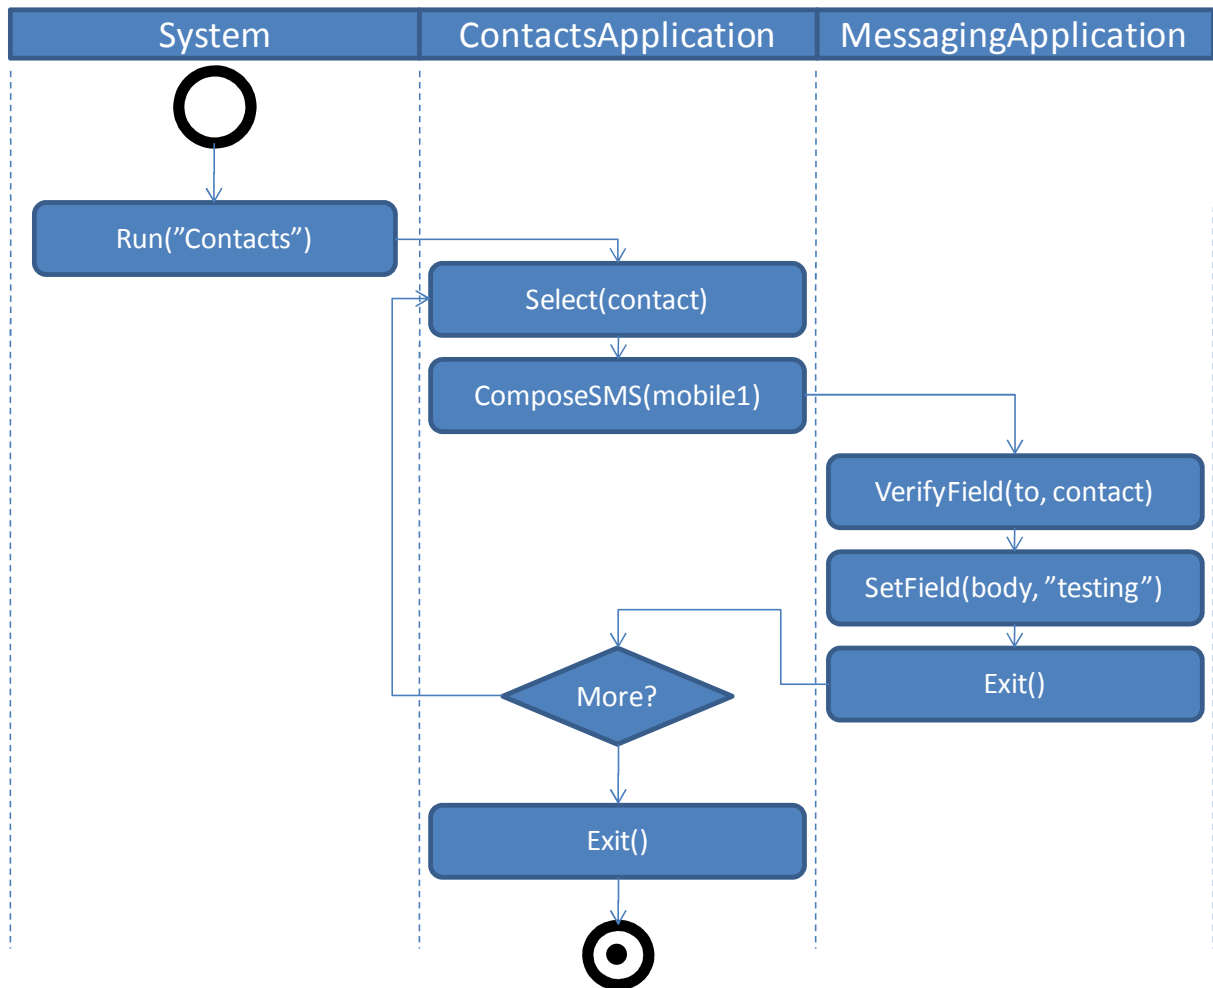 System
ContactsApplication
MessagingApplication
Run(”Contacts”)
Select(contact)
ComposeSMS(mobile1)
VerifyField(to, contact)
SetField(body, ”testing”)
Exit()
More?
Exit()